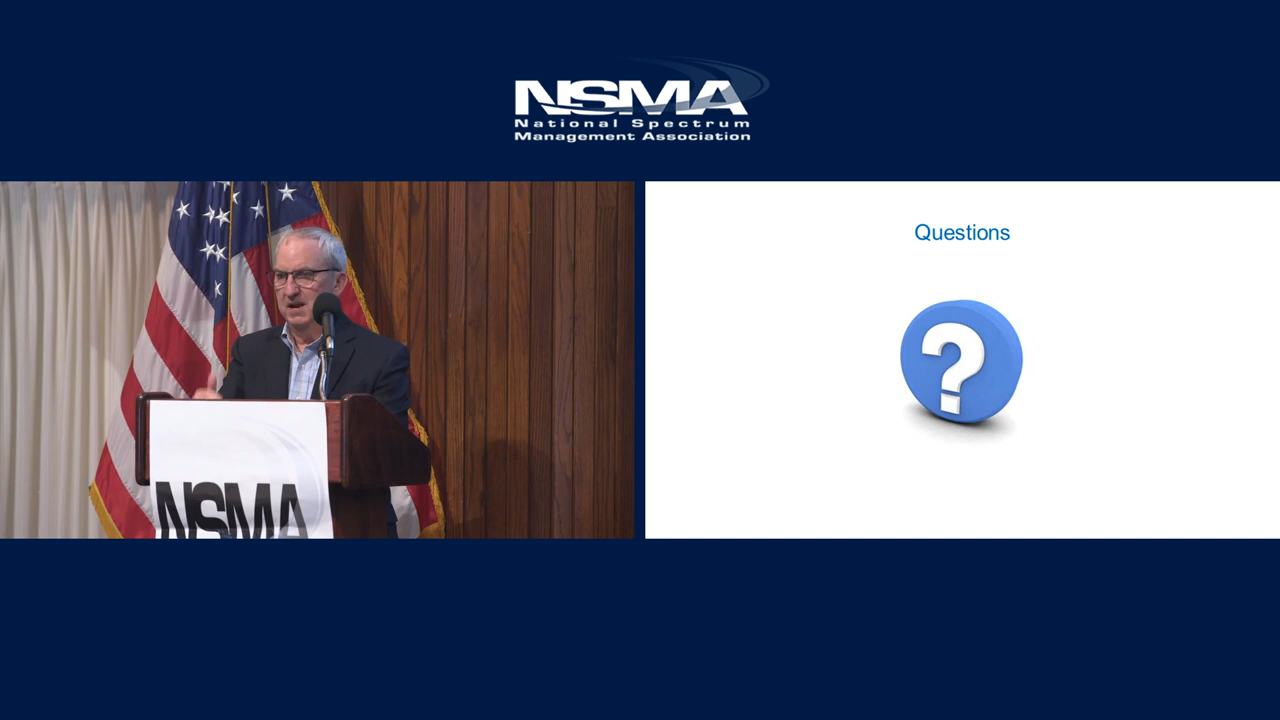 NSMA
National Spectrum
Management Association
Questions
?
NSMA